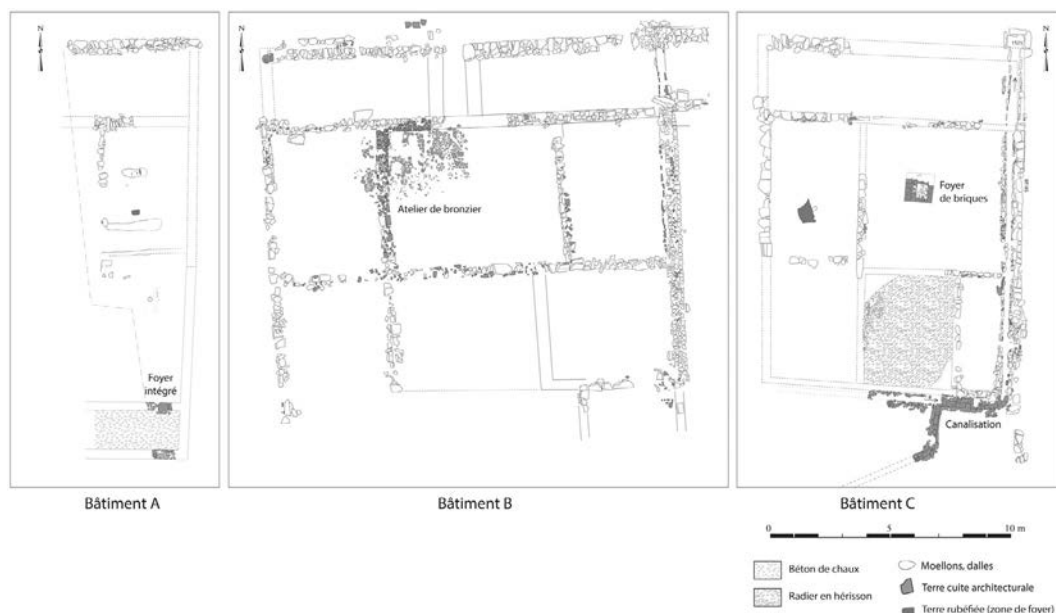 N
N
N
Atelier de bronzier
Foyer
de briques
Foyer
intégré
Canalisation
Bâtiment A
Bâtiment B
Bâtiment C
0
5
10 m
Béton de chaux
Moellons, dalles
Radier en hérisson
Terre cuite architecturale
Terre rubéfiée (zone de foyer)